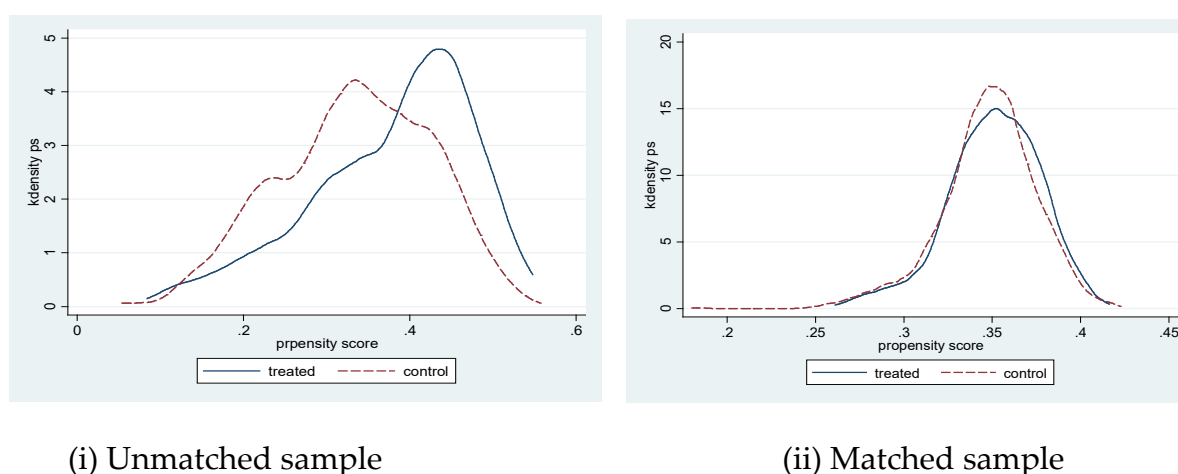 5
4
3
2
1
0
kdensity ps
0
.2
.4
.6
prpensity score
treated
control
20
15
10
5
0
kdensity ps
.2
.25
.3
.35
.4
.45
propensity score
treated
control
(i) Unmatched sample
(ii) Matched sample